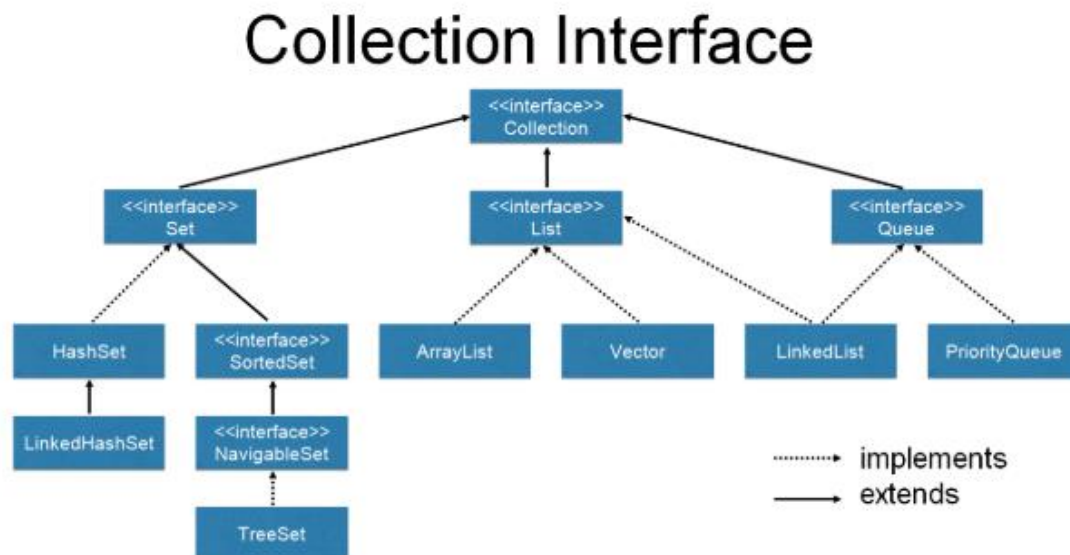 Collection Interface
<<interface>>
Collection
<<interface>>
Set
<<interface>>
List
<<interface>>
Queue
HashSet
<<interface>>
SortedSet
ArrayList
Vector
LinkedList
PriorityQueue
LinkedHashSet
<<interface>>
NavigableSet
TreeSet
implements
extends